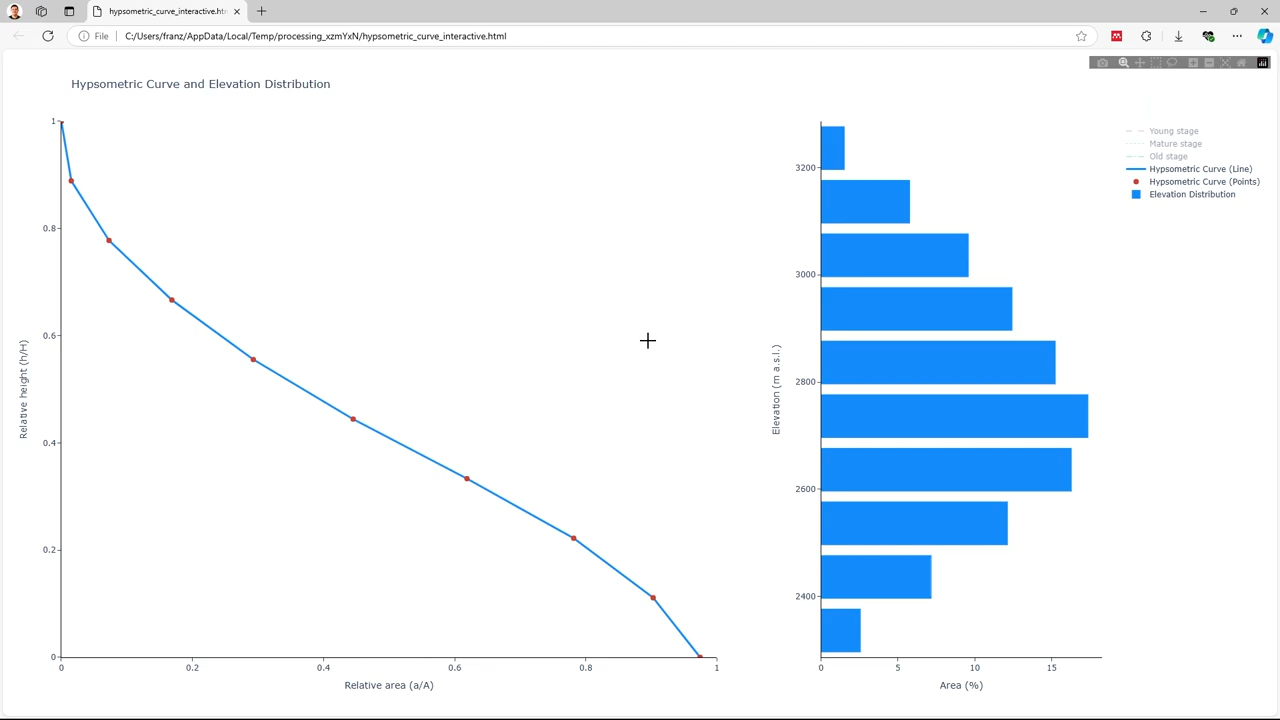 hypsometric_curve_interactive.htm
File
C:/Users/franz/AppData/Local/Temp/processing_xzmYxN/hypsometric_curve_interactive.html
Hypsometric Curve and Elevation Distribution
1
0.8
0.6
0.4
0.2
0
Relative height (h/H)
0
0.2
0.4
0.6
0.8
1
Relative area (a/A)
3200
3000
2800
2600
2400
Elevation (m a.s.l.)
0
5
10
15
Area (%)
Young stage
Mature stage
Old stage
Hypsometric Curve (Line)
Hypsometric Curve (Points)
Elevation Distribution